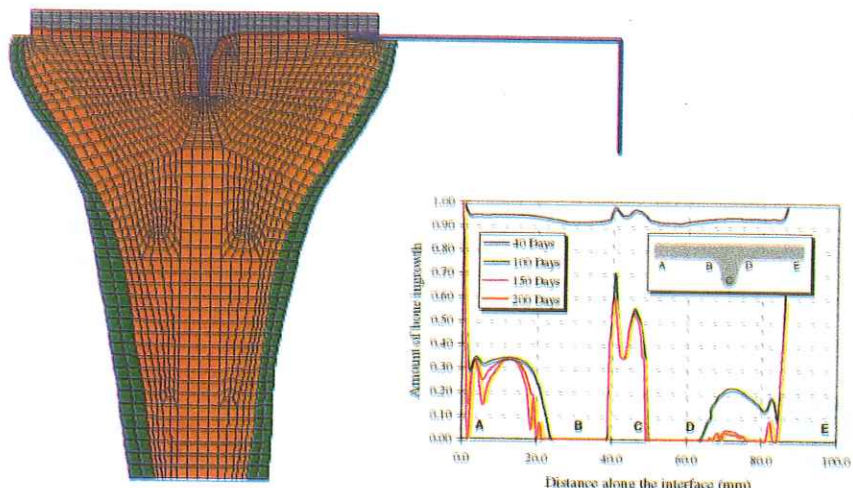 Amount of bone ingrowth
1.00
0.90
0.80
0.70
0.60
0.50
0.40
0.30
0.20
0.10
0.00
40 Days
100 Days
150 Days
200 Days
A B C D E
A B C D E
0.0 20.0 40.0 60.0 80.0 100.0
Distance along the interface (mm)